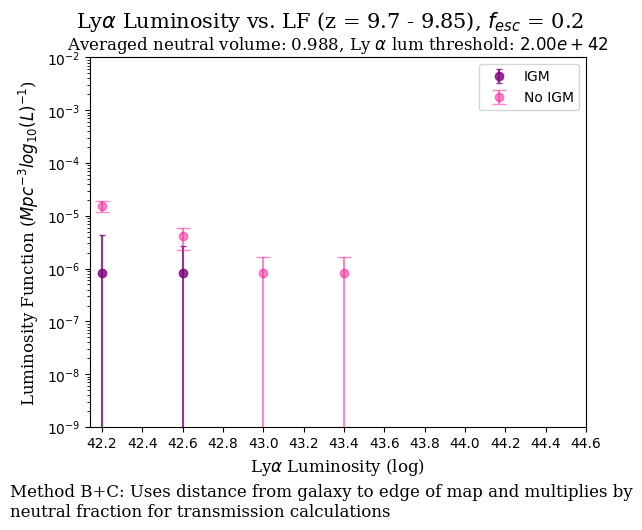 Lyα Luminosity vs. LF (z = 9.7 - 9.85), f_esc = 0.2
Averaged neutral volume: 0.988, Ly α lum threshold: 2.00e + 42
IGM
No IGM
Luminosity Function (Mpc⁻³log₁₀(L)⁻¹)
10⁻²
10⁻³
10⁻⁴
10⁻⁵
10⁻⁶
10⁻⁷
10⁻⁸
10⁻⁹
42.2 42.4 42.6 42.8 43.0 43.2 43.4 43.6 43.8 44.0 44.2 44.4 44.6
Lyα Luminosity (log)
Method B+C: Uses distance from galaxy to edge of map and multiplies by
neutral fraction for transmission calculations